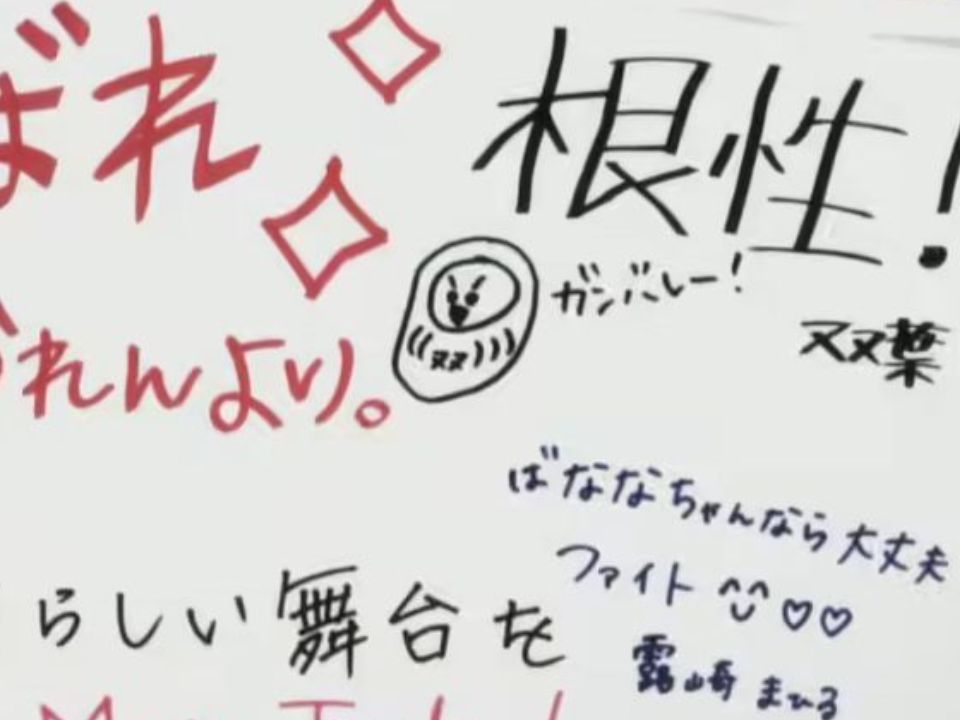 ばれ
根性!
ガンバレー!
双葉
双
れんより。
ばななちゃんなら大丈夫
ファイト ^^ ♡♡
露崎 まひる
らしい舞台を